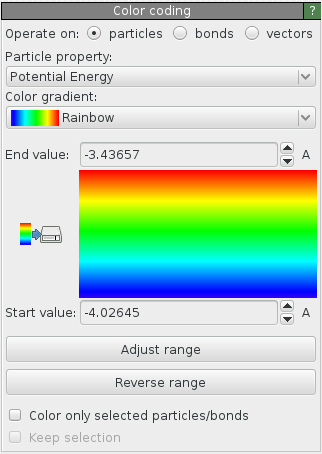 Color coding ?
Operate on: particles bonds vectors
Particle property:
Potential Energy
Color gradient:
Rainbow
End value: -3.43657 A
Start value: -4.02645 A
Adjust range
Reverse range
Color only selected particles/bonds
Keep selection